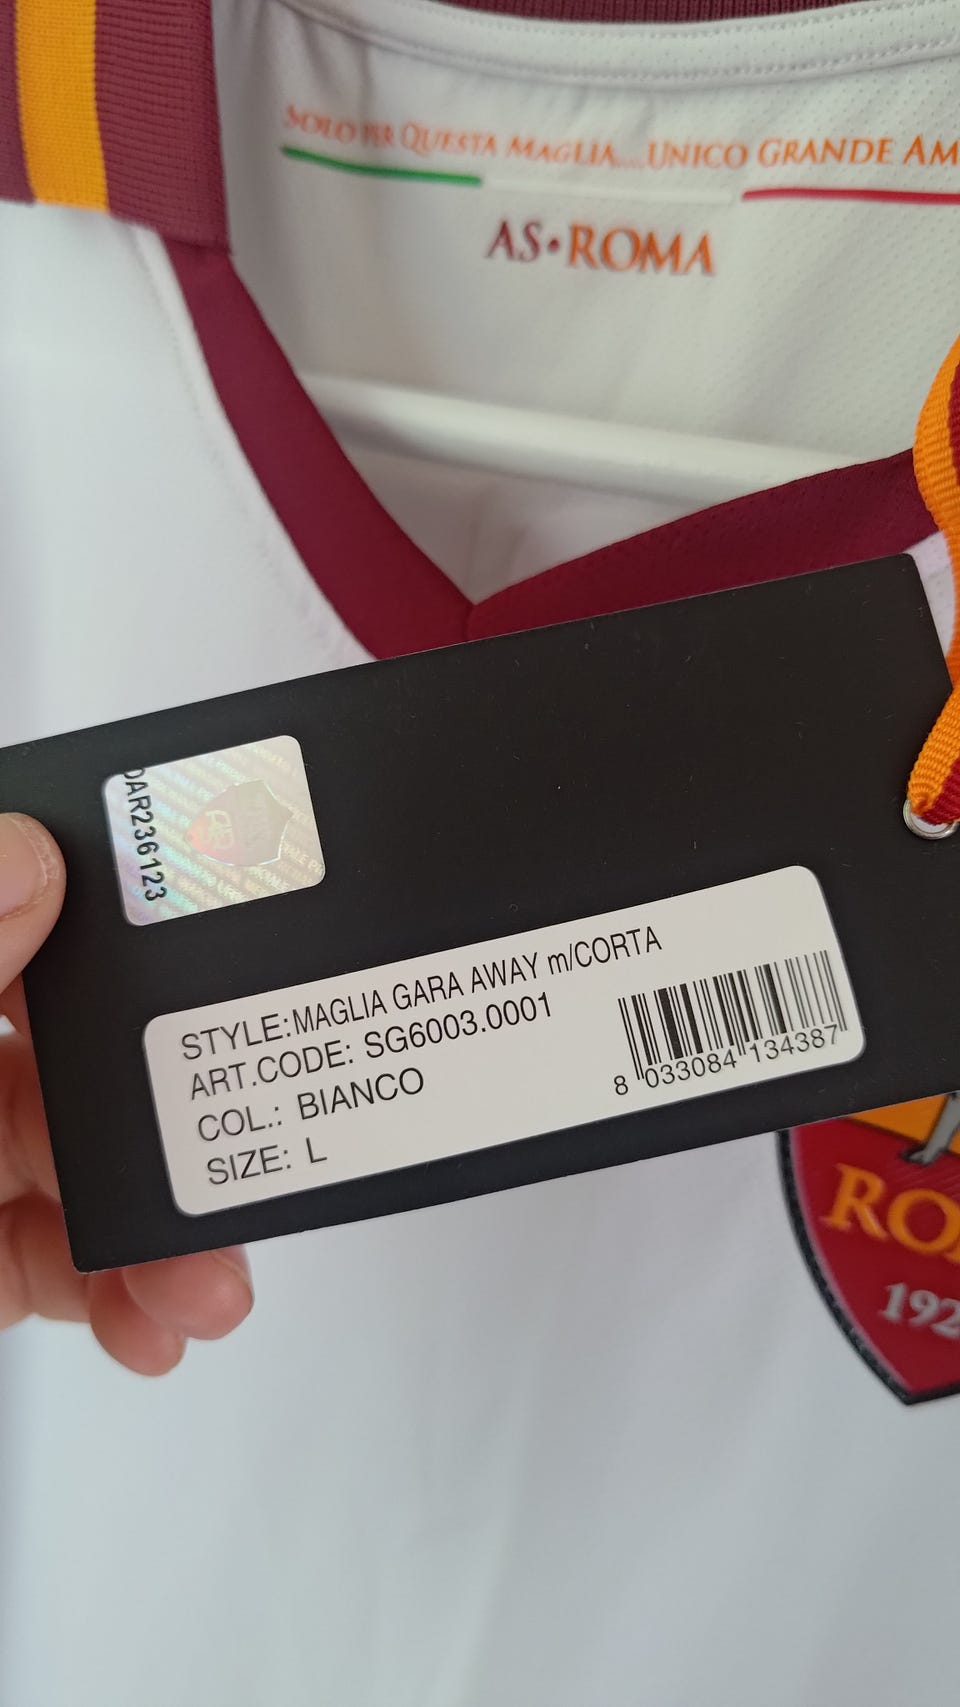 SOLO PER QUESTA MAGLIA....UNICO GRANDE AM
AS•ROMA
DAR236123
STYLE:MAGLIA GARA AWAY m/CORTA
ART.CODE: SG6003.0001
COL.: BIANCO
SIZE: L
8 033084 134387
RO
192